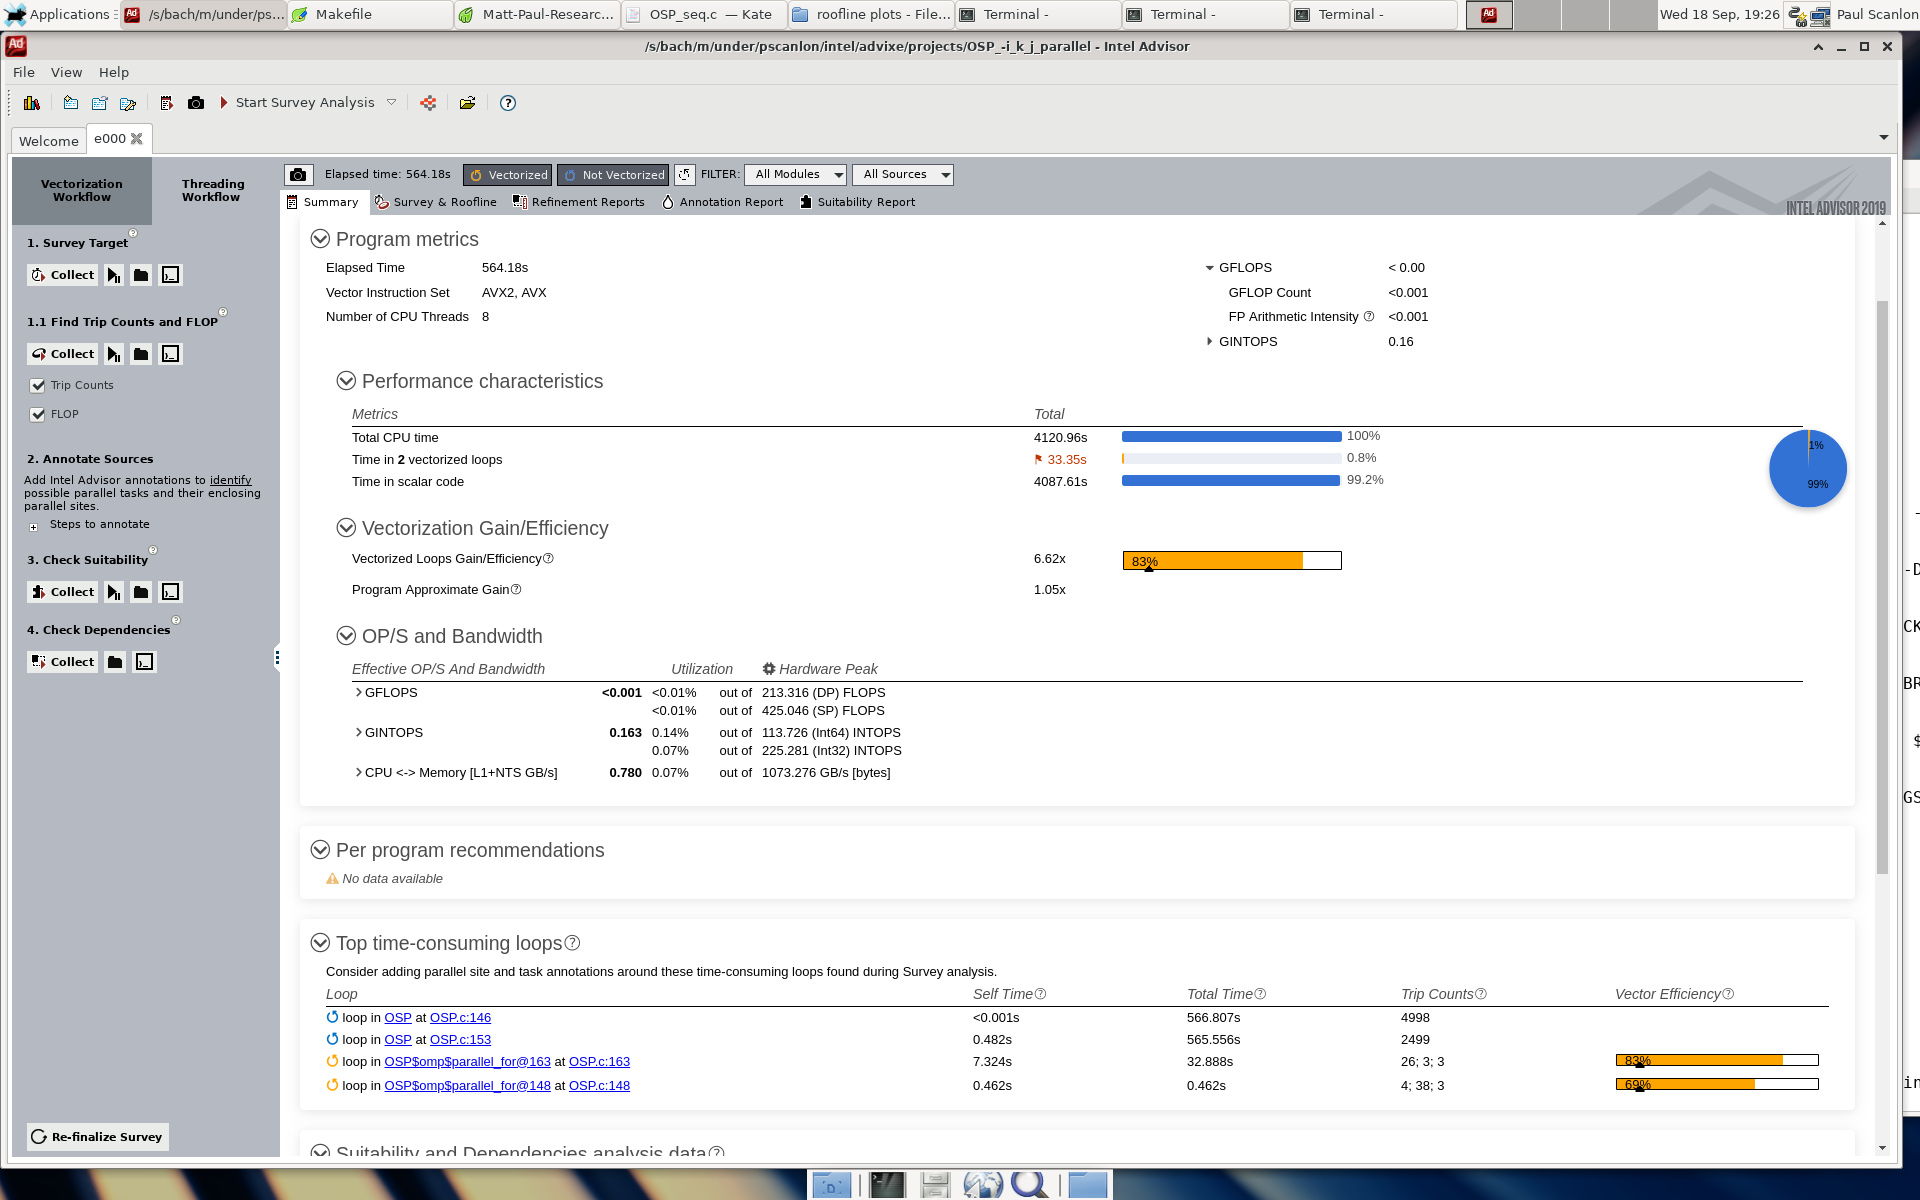 Applications
/s/bach/m/under/ps...
Makefile
Matt-Paul-Researc...
OSP_seq.c — Kate
roofline plots - File...
Terminal -
Terminal -
Terminal -
Wed 18 Sep, 19:26
Paul Scanlon
/s/bach/m/under/pscanlon/intel/advixe/projects/OSP_-i_k_j_parallel - Intel Advisor
File View Help
Start Survey Analysis
Welcome
e000
Vectorization
Workflow
Threading
Workflow
Elapsed time: 564.18s
Vectorized
Not Vectorized
FILTER:
All Modules
All Sources
Summary
Survey & Roofline
Refinement Reports
Annotation Report
Suitability Report
INTEL ADVISOR 2019
1. Survey Target
Collect
1.1 Find Trip Counts and FLOP
Collect
Trip Counts
FLOP
2. Annotate Sources
Add Intel Advisor annotations to identify
possible parallel tasks and their enclosing
parallel sites.
Steps to annotate
3. Check Suitability
Collect
4. Check Dependencies
Collect
Re-finalize Survey
Program metrics
Elapsed Time 564.18s
Vector Instruction Set AVX2, AVX
Number of CPU Threads 8
GFLOPS < 0.00
GFLOP Count <0.001
FP Arithmetic Intensity <0.001
GINTOPS 0.16
Performance characteristics
Metrics Total
Total CPU time 4120.96s 100%
Time in 2 vectorized loops 33.35s 0.8%
Time in scalar code 4087.61s 99.2%
1%
99%
Vectorization Gain/Efficiency
Vectorized Loops Gain/Efficiency 6.62x 83%
Program Approximate Gain 1.05x
OP/S and Bandwidth
Effective OP/S And Bandwidth Utilization Hardware Peak
GFLOPS <0.001 <0.01% out of 213.316 (DP) FLOPS
<0.01% out of 425.046 (SP) FLOPS
GINTOPS 0.163 0.14% out of 113.726 (Int64) INTOPS
0.07% out of 225.281 (Int32) INTOPS
CPU <-> Memory [L1+NTS GB/s] 0.780 0.07% out of 1073.276 GB/s [bytes]
Per program recommendations
No data available
Top time-consuming loops
Consider adding parallel site and task annotations around these time-consuming loops found during Survey analysis.
Loop Self Time Total Time Trip Counts Vector Efficiency
loop in OSP at OSP.c:146 <0.001s 566.807s 4998
loop in OSP at OSP.c:153 0.482s 565.556s 2499
loop in OSP$omp$parallel_for@163 at OSP.c:163 7.324s 32.888s 26; 3; 3 83%
loop in OSP$omp$parallel_for@148 at OSP.c:148 0.462s 0.462s 4; 38; 3 69%
Suitability and Dependencies analysis data
-D
CK
BR
$
GS
in